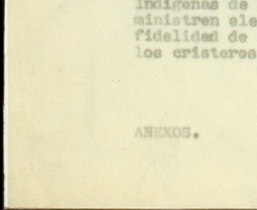 indígenas de
ministren ele
fidelidad de
los cristeros
ANEXOS.